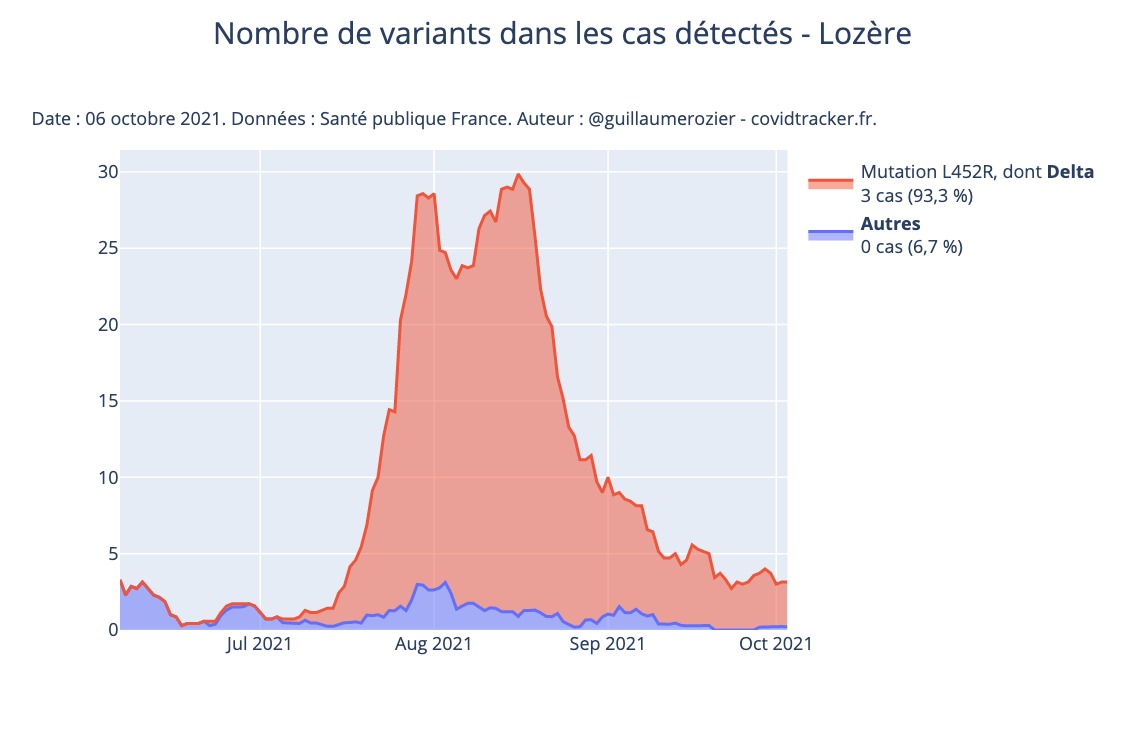 Nombre de variants dans les cas détectés - Lozère
Date : 06 octobre 2021. Données : Santé publique France. Auteur : @guillaumerozier - covidtracker.fr.
30
25
20
15
10
5
0
Jul 2021
Aug 2021
Sep 2021
Oct 2021
Mutation L452R, dont Delta
3 cas (93,3 %)
Autres
0 cas (6,7 %)